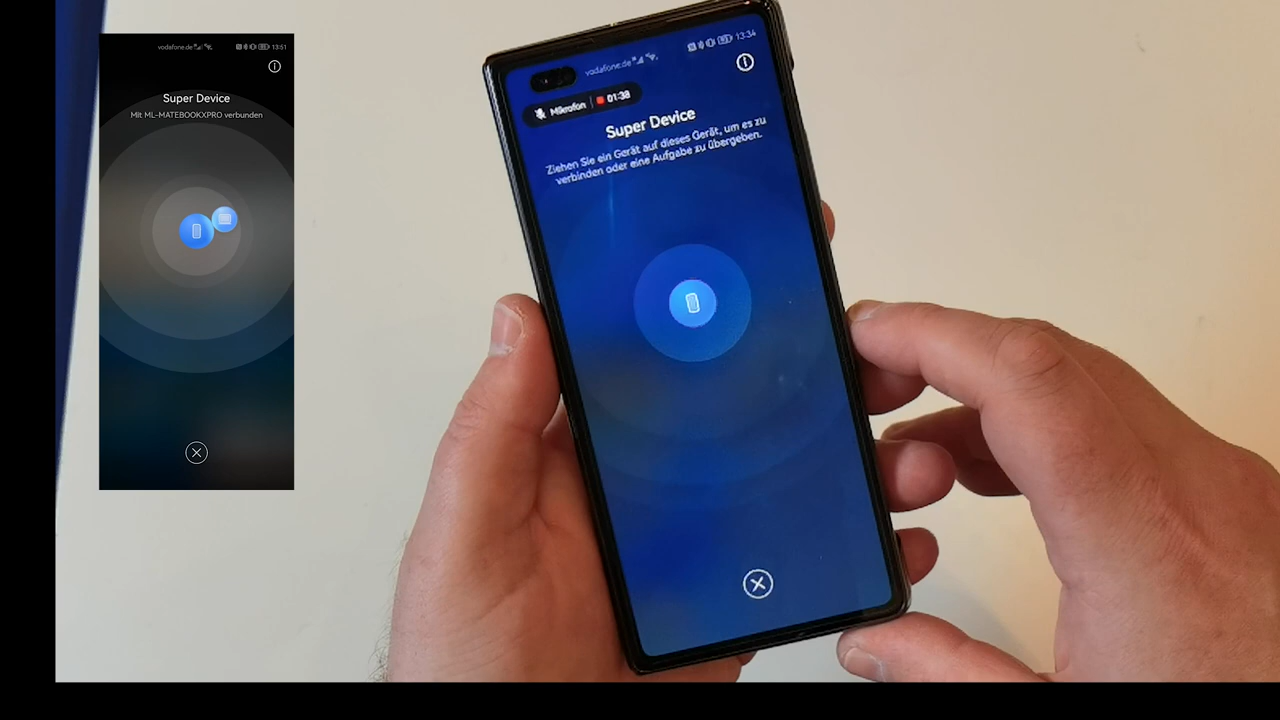 vodafone.de
13:51
Super Device
Mit ML-MATEBOOKXPRO verbunden
vodafone.de
13:34
Mikrofon 01:38
Super Device
Ziehen Sie ein Gerät auf dieses Gerät, um es zu
verbinden oder eine Aufgabe zu übergeben.